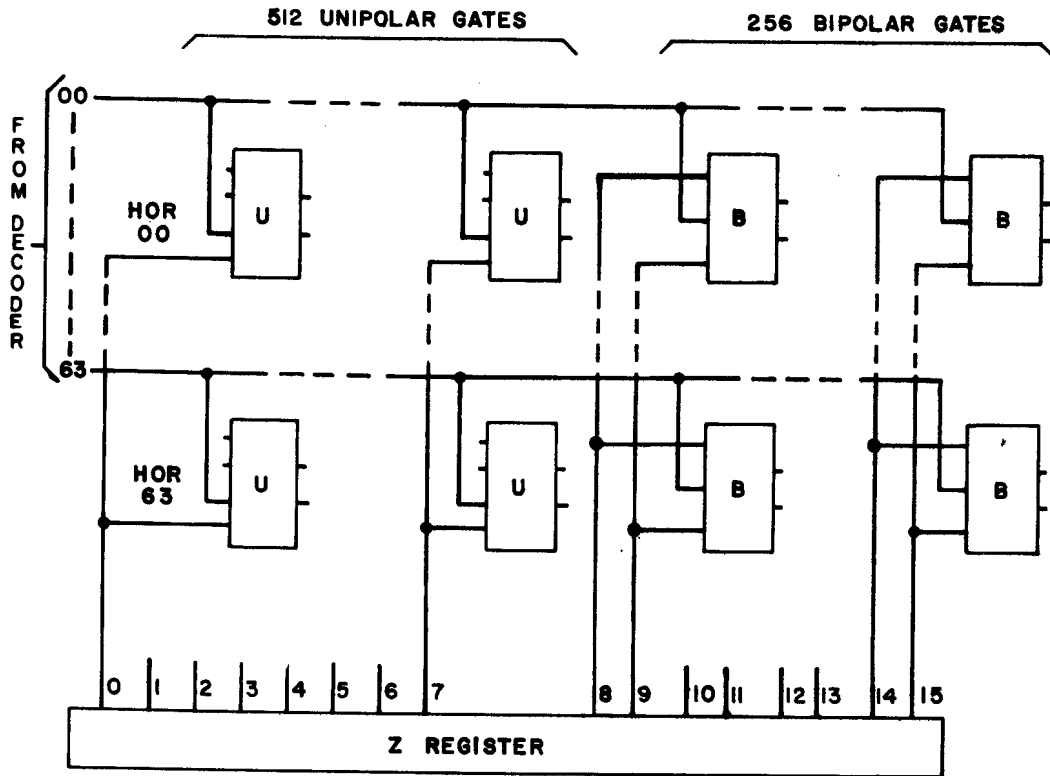 512 UNIPOLAR GATES
256 BIPOLAR GATES
FROM DECODER
00
HOR
00
U
U
B
B
63
HOR
63
U
U
B
B
0 1 2 3 4 5 6 7 8 9 10 11 12 13 14 15
Z REGISTER